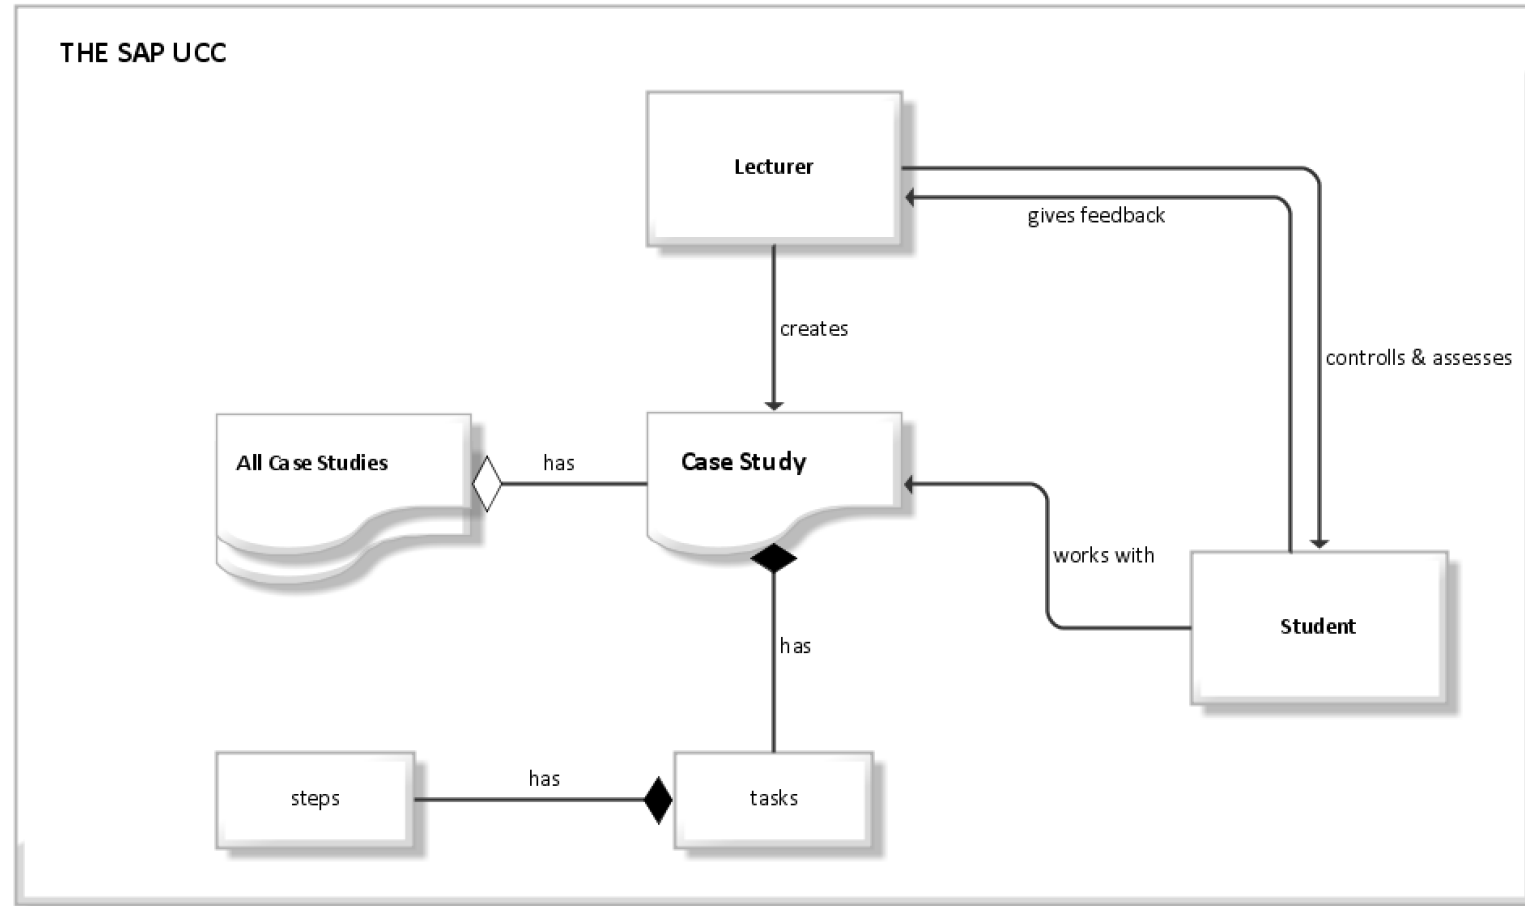 THE SAP UCC
Lecturer
gives feedback
creates
controlls & assesses
All Case Studies
has
Case Study
works with
Student
has
steps
has
tasks